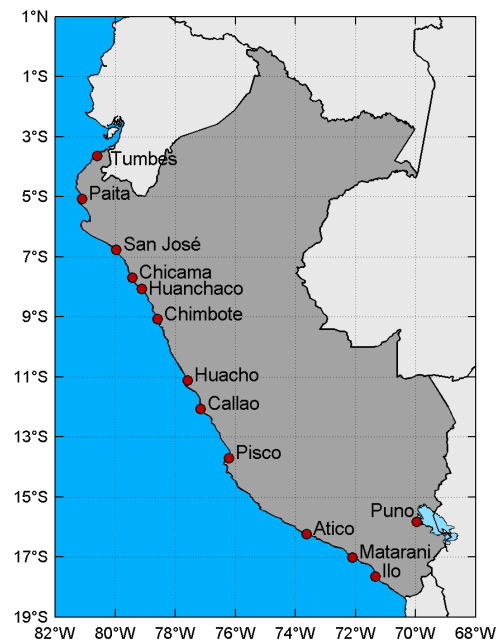 1°N
1°S
3°S
Tumbes
Paita
5°S
San José
7°S
Chicama
Huanchaco
Chimbote
9°S
Huacho
11°S
Callao
13°S
Pisco
15°S
Puno
Atico
Matarani
17°S
Ilo
19°S
82°W 80°W 78°W 76°W 74°W 72°W 70°W 68°W